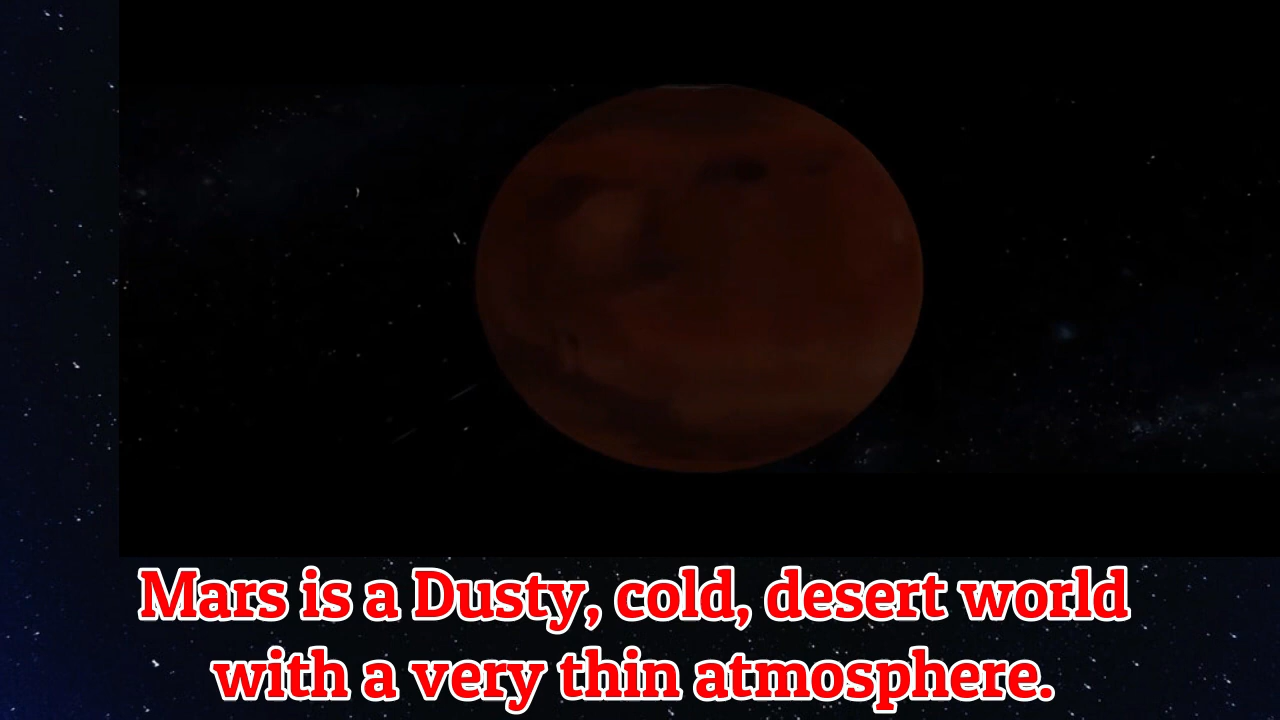 Mars is a Dusty, cold, desert world
with a very thin atmosphere.